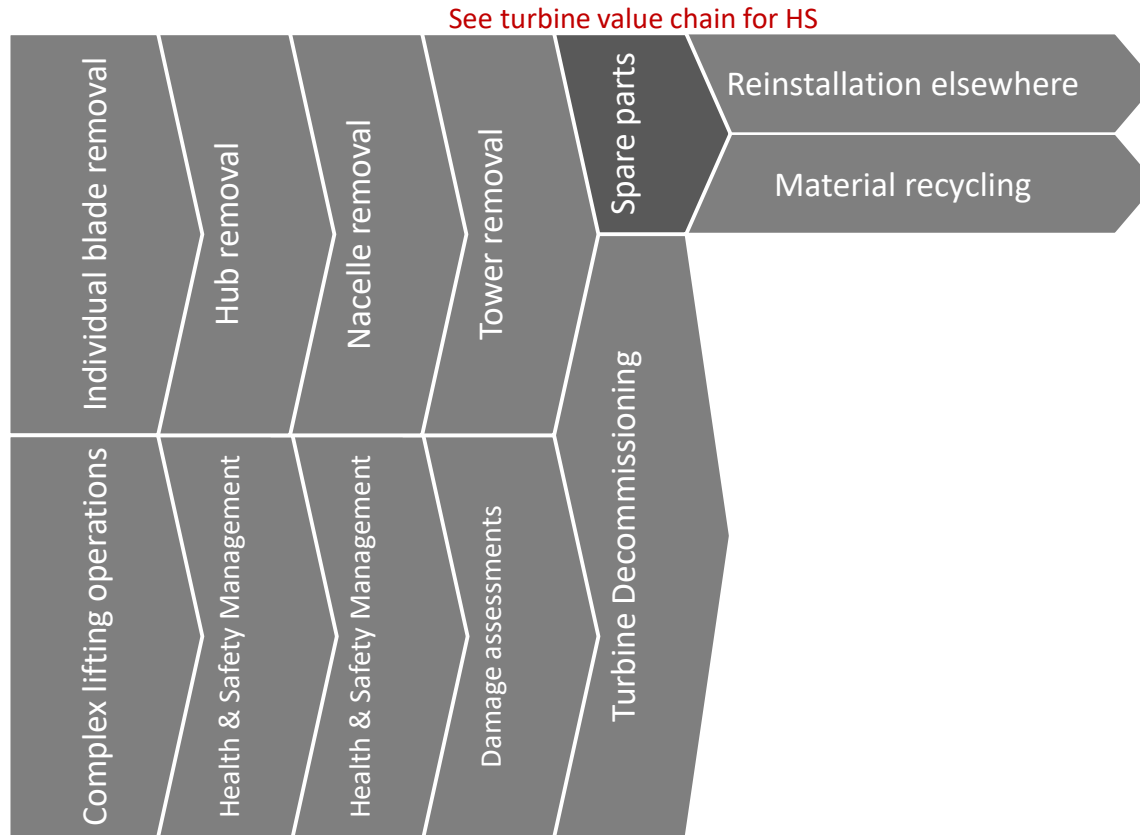 See turbine value chain for HS
Individual blade removal
Hub removal
Nacelle removal
Tower removal
Spare parts
Reinstallation elsewhere
Material recycling
Complex lifting operations
Health & Safety Management
Health & Safety Management
Damage assessments
Turbine Decommissioning